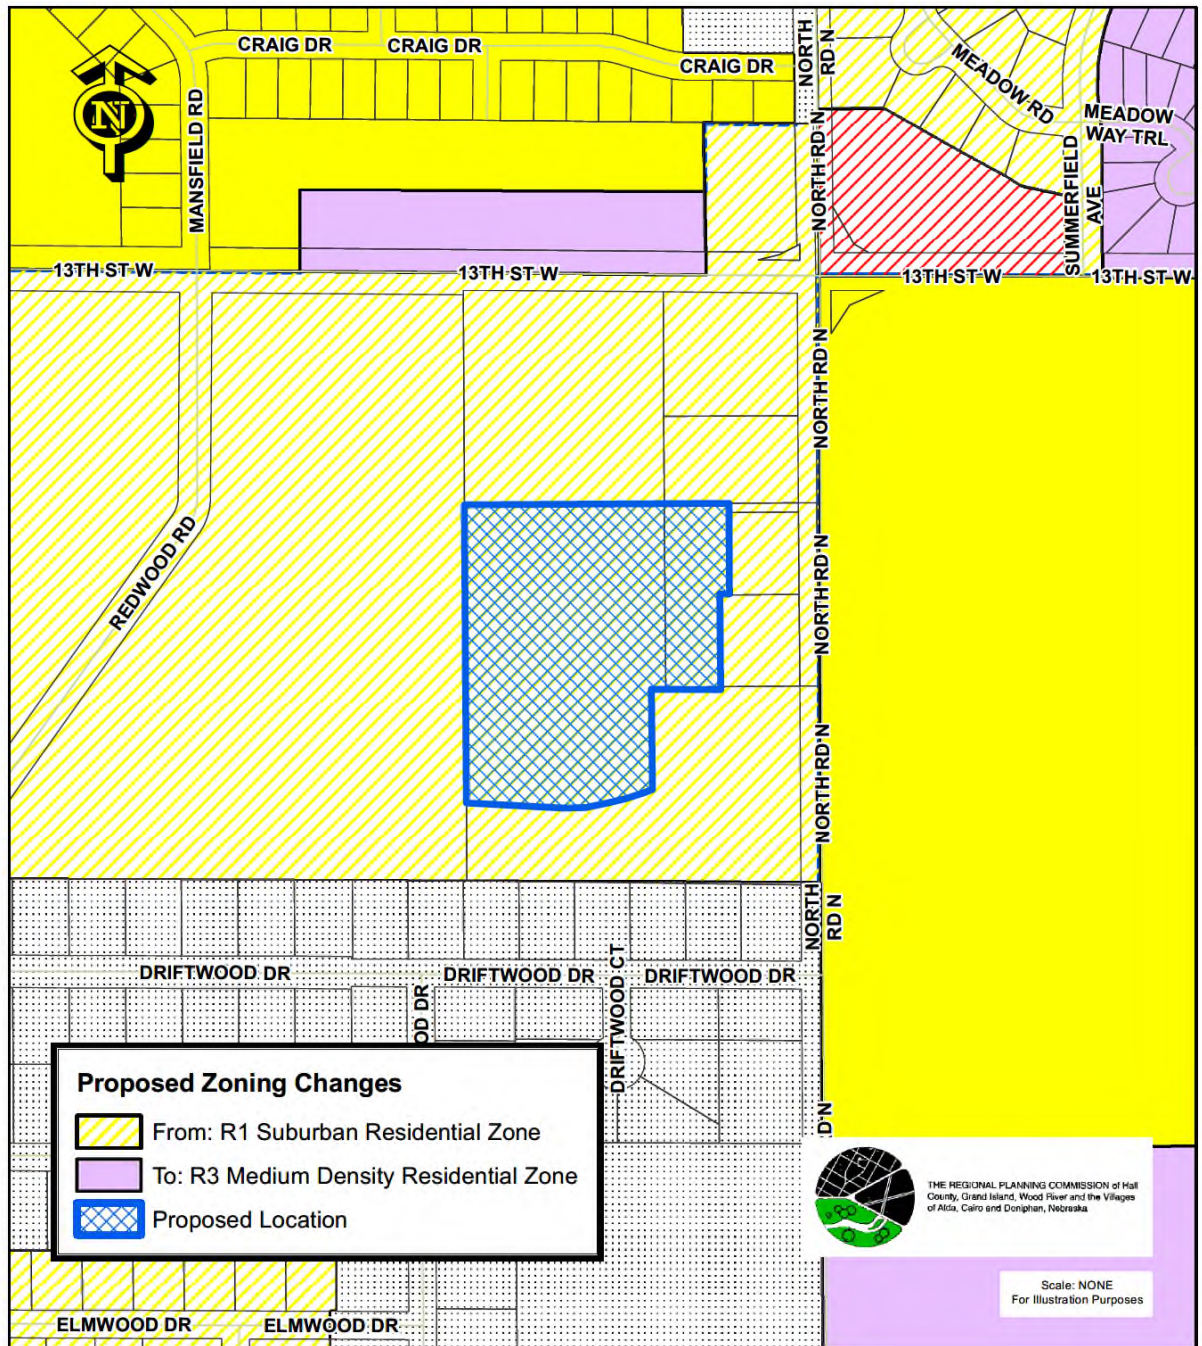 CRAIG DR
CRAIG DR
CRAIG DR
NORTH
RD N
MEADOW RD
MEADOW
WAY TRL
N
MANSFIELD RD
NORTH RD N
SUMMERFIELD
AVE
13TH ST W
13TH ST W
13TH ST W
13TH ST W
NORTH RD N
REDWOOD RD
NORTH RD N
NORTH RD N
NORTH
RD N
DRIFTWOOD DR
DRIFTWOOD DR
DRIFTWOOD CT
DRIFTWOOD DR
OD DR
D N
Proposed Zoning Changes
From: R1 Suburban Residential Zone
To: R3 Medium Density Residential Zone
Proposed Location
THE REGIONAL PLANNING COMMISSION of Hall
County, Grand Island, Wood River and the Villages
of Alda, Cairo and Doniphan, Nebraska
Scale: NONE
For Illustration Purposes
ELMWOOD DR
ELMWOOD DR